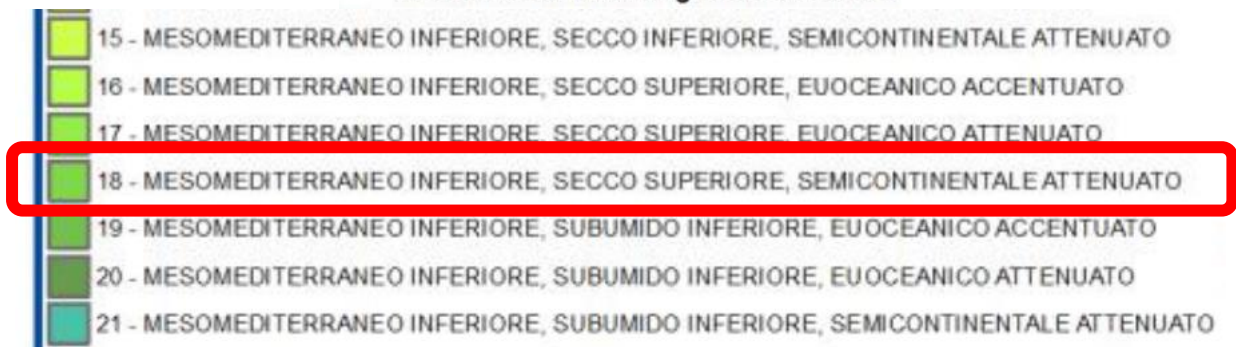 15 - MESOMEDITERRANEO INFERIORE, SECCO INFERIORE, SEMICONTINENTALE ATTENUATO
16 - MESOMEDITERRANEO INFERIORE, SECCO SUPERIORE, EUOCEANICO ACCENTUATO
17 - MESOMEDITERRANEO INFERIORE, SECCO SUPERIORE, EUOCEANICO ATTENUATO
18 - MESOMEDITERRANEO INFERIORE, SECCO SUPERIORE, SEMICONTINENTALE ATTENUATO
19 - MESOMEDITERRANEO INFERIORE, SUBUMIDO INFERIORE, EUOCEANICO ACCENTUATO
20 - MESOMEDITERRANEO INFERIORE, SUBUMIDO INFERIORE, EUOCEANICO ATTENUATO
21 - MESOMEDITERRANEO INFERIORE, SUBUMIDO INFERIORE, SEMICONTINENTALE ATTENUATO